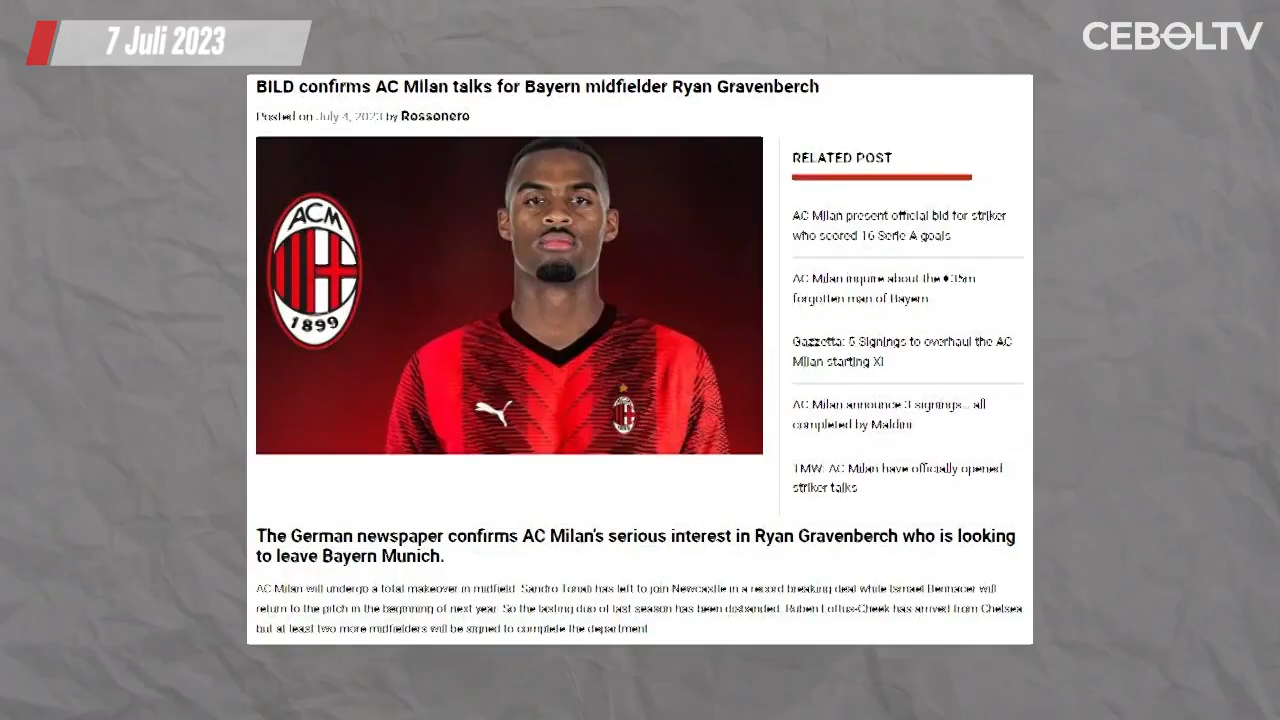 7 Juli 2023
CEBOLTV
BILD confirms AC Milan talks for Bayern midfielder Ryan Gravenberch
Posted on July 4, 2023 by Rossonero
ACM
1899
RELATED POST
AC Milan present official bid for striker
who scored 16 Serie A goals
AC Milan inquire about the €35m
forgotten man of Bayern
Gazzetta: 5 Signings to overhaul the AC
Milan starting XI
AC Milan announce 3 signings... all
completed by Maldini
TMW: AC Milan have officially opened
striker talks
The German newspaper confirms AC Milan's serious interest in Ryan Gravenberch who is looking
to leave Bayern Munich.
AC Milan will undergo a total makeover in midfield. Sandro Tonali has left to join Newcastle in a record breaking deal while Ismael Bennacer will
return to the pitch in the beginning of next year. So the lasting duo of last season has been disbanded. Ruben Loftus-Cheek has arrived from Chelsea
but at least two more midfielders will be signed to complete the department.